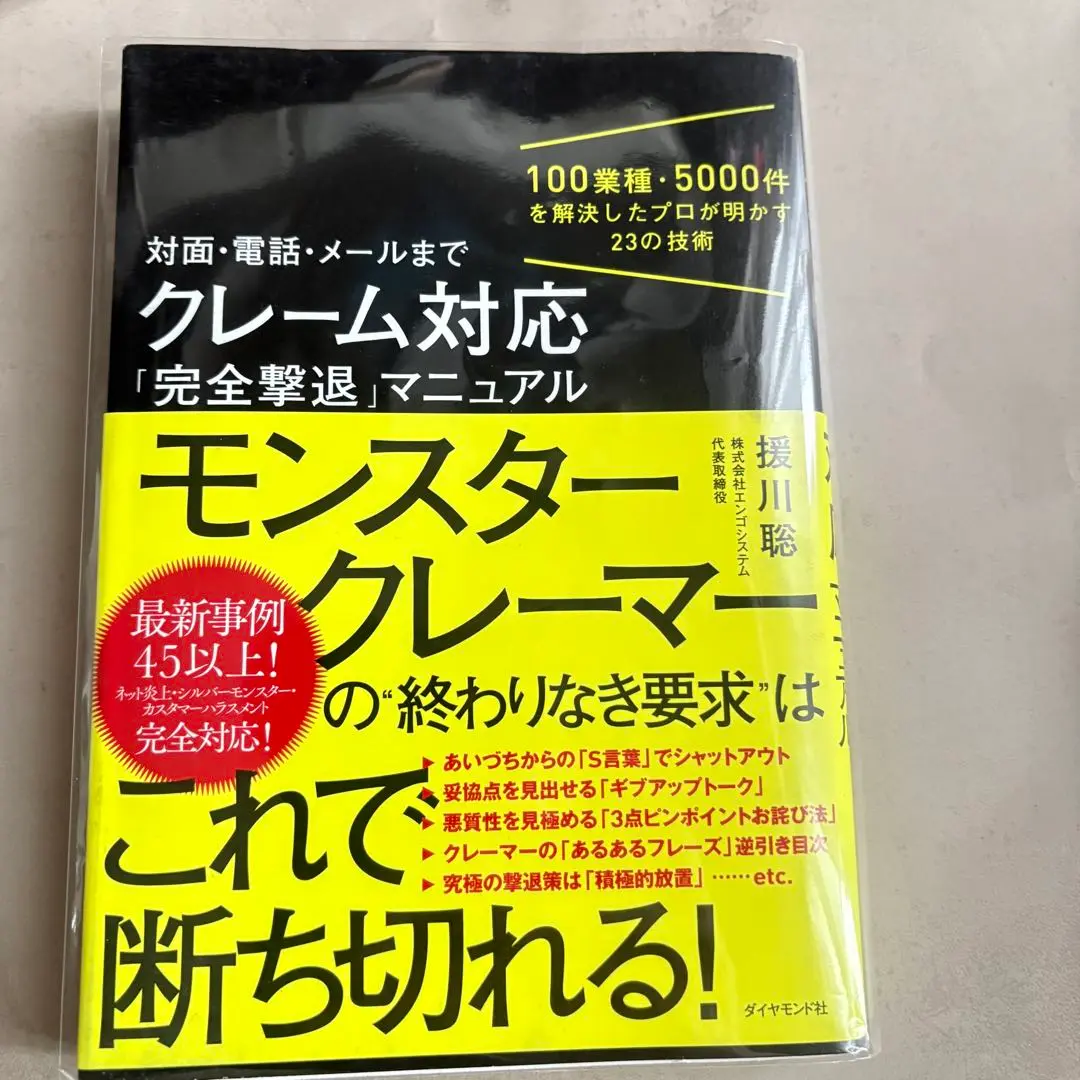 100業種・5000件
を解決したプロが明かす
23の技術
対面・電話・メールまで
クレーム対応
「完全撃退」マニュアル
援川聡
株式会社エンゴシステム
代表取締役
モンスター
クレーマー
の“終わりなき要求”は
これで
断ち切れる!
最新事例
45以上!
ネット炎上・シルバーモンスター・
カスタマーハラスメント
完全対応!
▶ あいづちからの「S言葉」でシャットアウト
▶ 妥協点を見出せる「ギブアップトーク」
▶ 悪質性を見極める「3点ピンポイントお詫び法」
▶ クレーマーの「あるあるフレーズ」逆引き目次
▶ 究極の撃退策は「積極的放置」……etc.
ダイヤモンド社